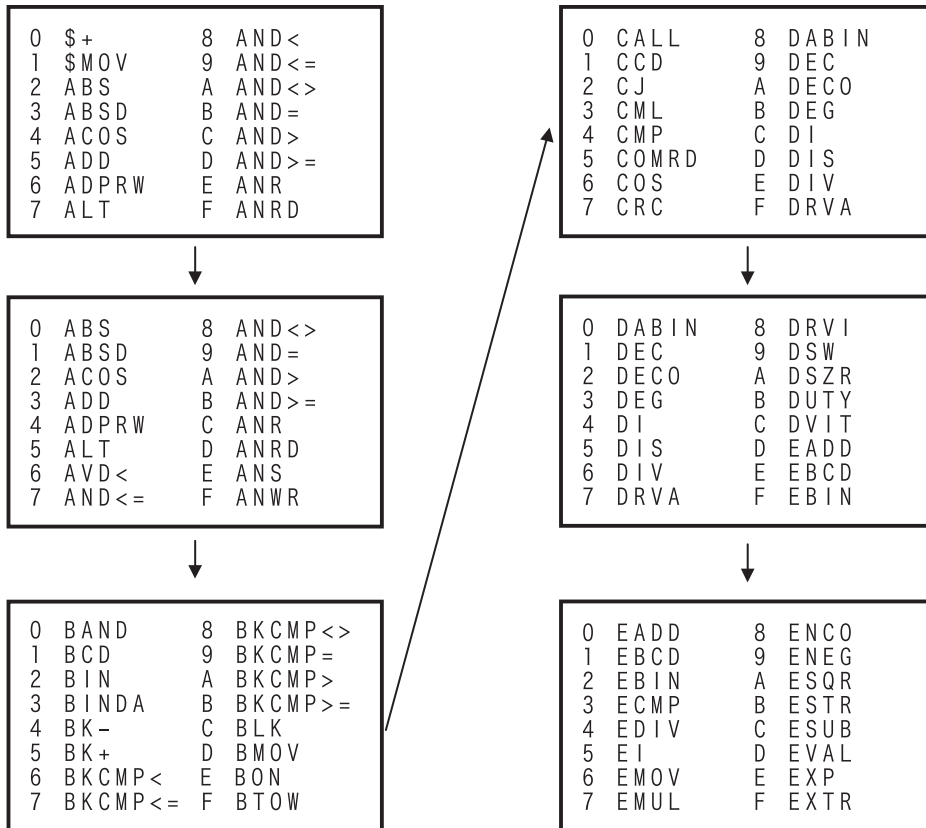 0 $+ 8 AND<
1 $MOV 9 AND<=
2 ABS A AND<>
3 ABSD B AND=
4 ACOS C AND>
5 ADD D AND>=
6 ADPRW E ANR
7 ALT F ANRD
0 ABS 8 AND<>
1 ABSD 9 AND=
2 ACOS A AND>
3 ADD B AND>=
4 ADPRW C ANR
5 ALT D ANRD
6 AVD< E ANS
7 AND<= F ANWR
0 BAND 8 BKCMP<>
1 BCD 9 BKCMP=
2 BIN A BKCMP>
3 BINDA B BKCMP>=
4 BK- C BLK
5 BK+ D BMOV
6 BKCMP< E BON
7 BKCMP<= F BTOW
0 CALL 8 DABIN
1 CCD 9 DEC
2 CJ A DECO
3 CML B DEG
4 CMP C DI
5 COMRD D DIS
6 COS E DIV
7 CRC F DRVA
0 DABIN 8 DRVI
1 DEC 9 DSW
2 DECO A DSZR
3 DEG B DUTY
4 DI C DVIT
5 DIS D EADD
6 DIV E EBCD
7 DRVA F EBIN
0 EADD 8 ENCO
1 EBCD 9 ENEG
2 EBIN A ESQR
3 ECMP B ESTR
4 EDIV C ESUB
5 EI D EVAL
6 EMOV E EXP
7 EMUL F EXTR